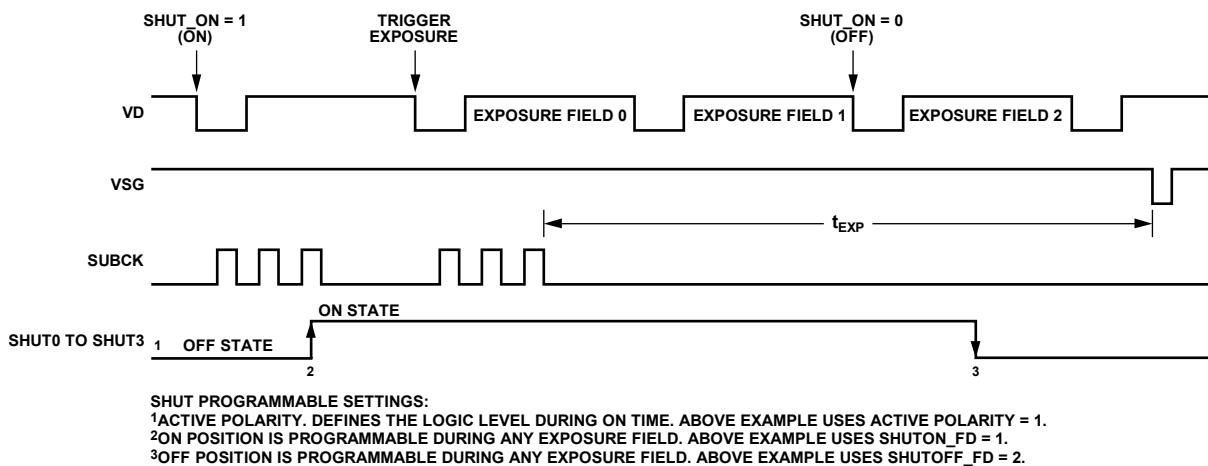 SHUT_ON = 1
(ON)
TRIGGER
EXPOSURE
SHUT_ON = 0
(OFF)
VD
EXPOSURE FIELD 0
EXPOSURE FIELD 1
EXPOSURE FIELD 2
VSG
tEXP
SUBCK
ON STATE
SHUT0 TO SHUT3
1
OFF STATE
2
3
SHUT PROGRAMMABLE SETTINGS:
1ACTIVE POLARITY. DEFINES THE LOGIC LEVEL DURING ON TIME. ABOVE EXAMPLE USES ACTIVE POLARITY = 1.
2ON POSITION IS PROGRAMMABLE DURING ANY EXPOSURE FIELD. ABOVE EXAMPLE USES SHUTON_FD = 1.
3OFF POSITION IS PROGRAMMABLE DURING ANY EXPOSURE FIELD. ABOVE EXAMPLE USES SHUTOFF_FD = 2.